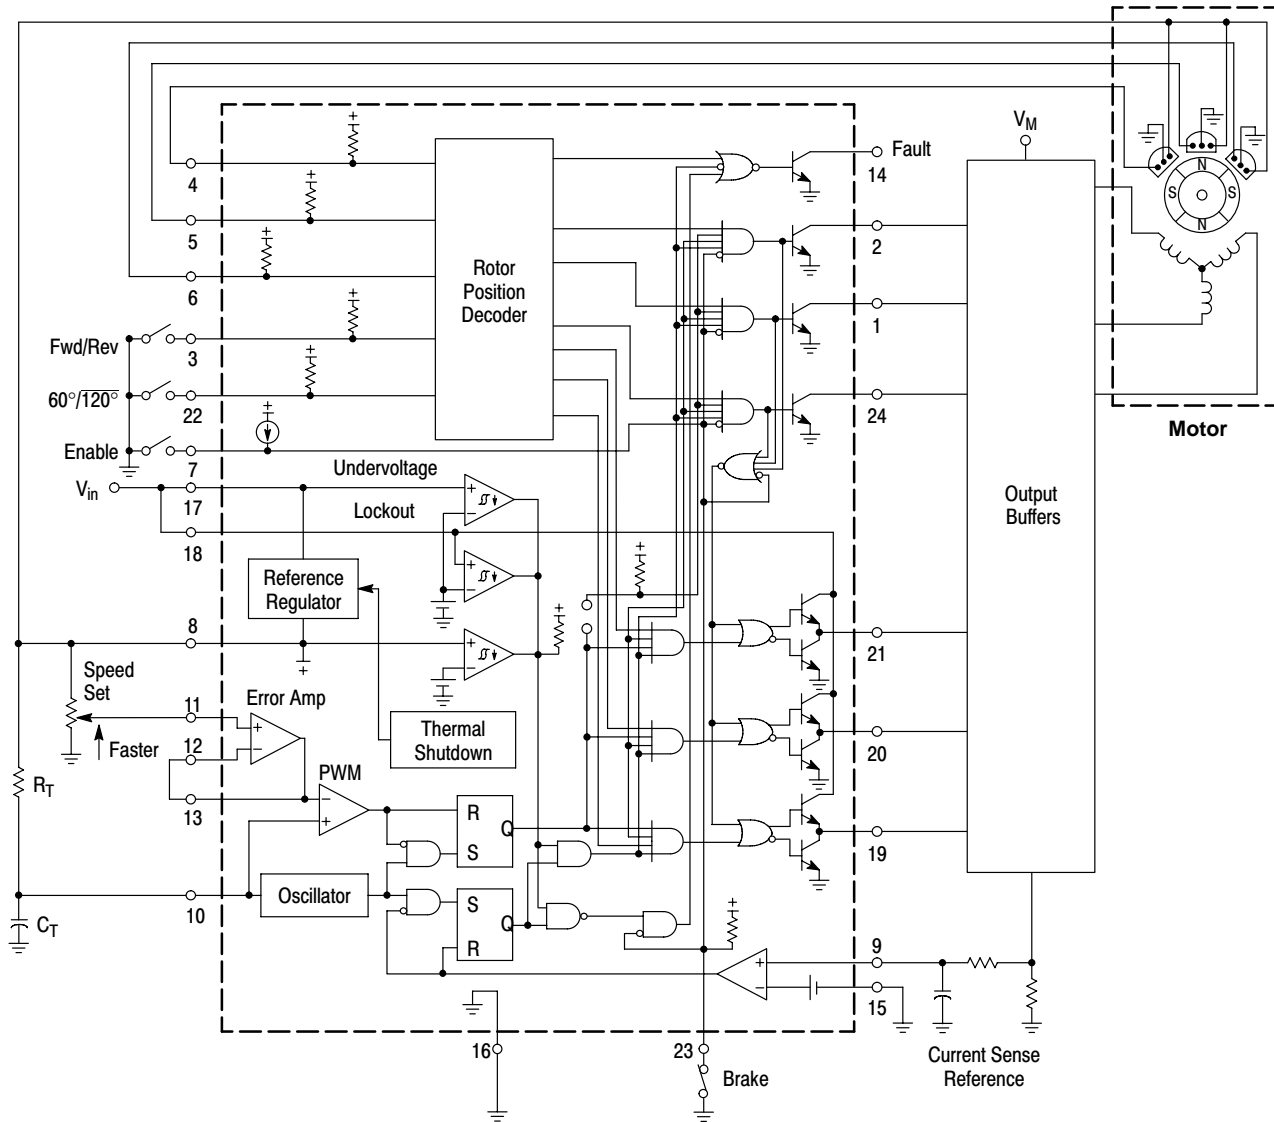 Motor
V_M
Fault
14
4
N
S
S
N
5
2
Rotor
Position
Decoder
6
1
Fwd/Rev
3
60°/120°
22
24
Enable
7
Undervoltage
V_in
17
Lockout
Output
Buffers
18
Reference
Regulator
8
21
Speed
Set
11
Error Amp
Faster
12
Thermal
Shutdown
20
R_T
PWM
13
R
Q
S
19
Oscillator
10
C_T
S
Q
R
9
15
16
23
Brake
Current Sense
Reference